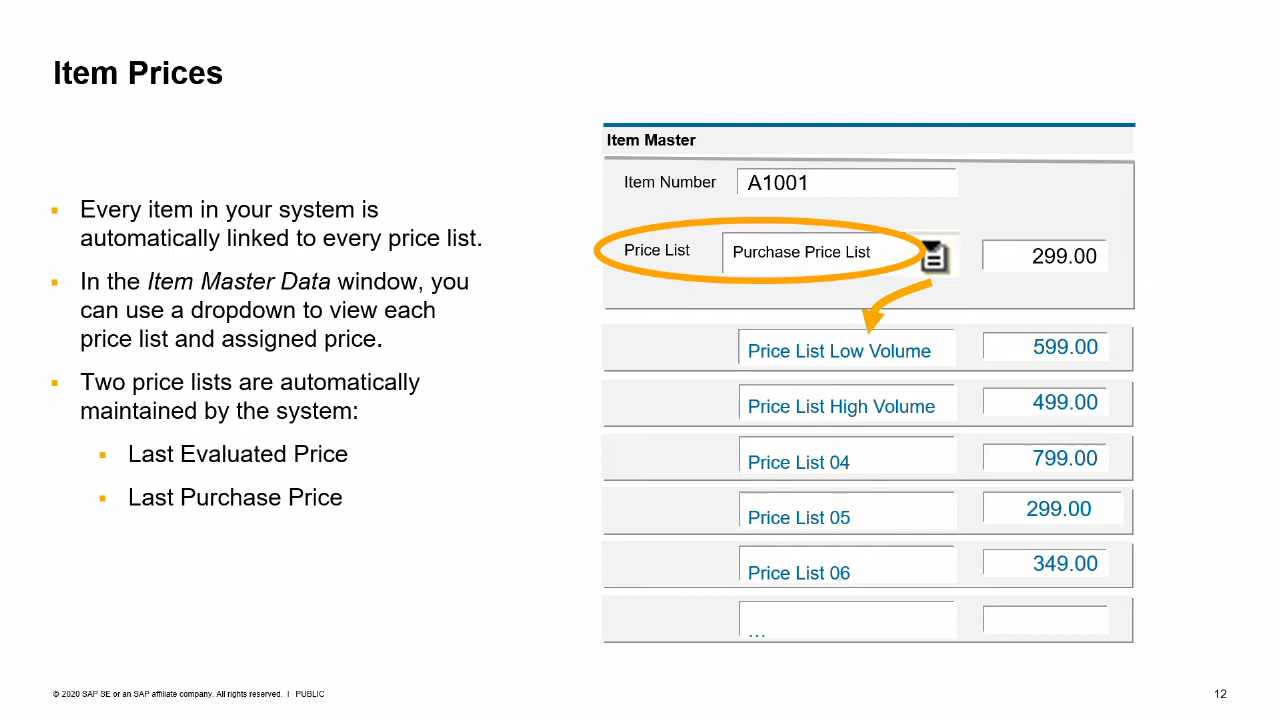 Item Prices
Every item in your system is
automatically linked to every price list.
In the Item Master Data window, you
can use a dropdown to view each
price list and assigned price.
Two price lists are automatically
maintained by the system:
Last Evaluated Price
Last Purchase Price
Item Master
Item Number A1001
Price List Purchase Price List 299.00
Price List Low Volume 599.00
Price List High Volume 499.00
Price List 04 799.00
Price List 05 299.00
Price List 06 349.00
...
© 2020 SAP SE or an SAP affiliate company. All rights reserved. I PUBLIC
12